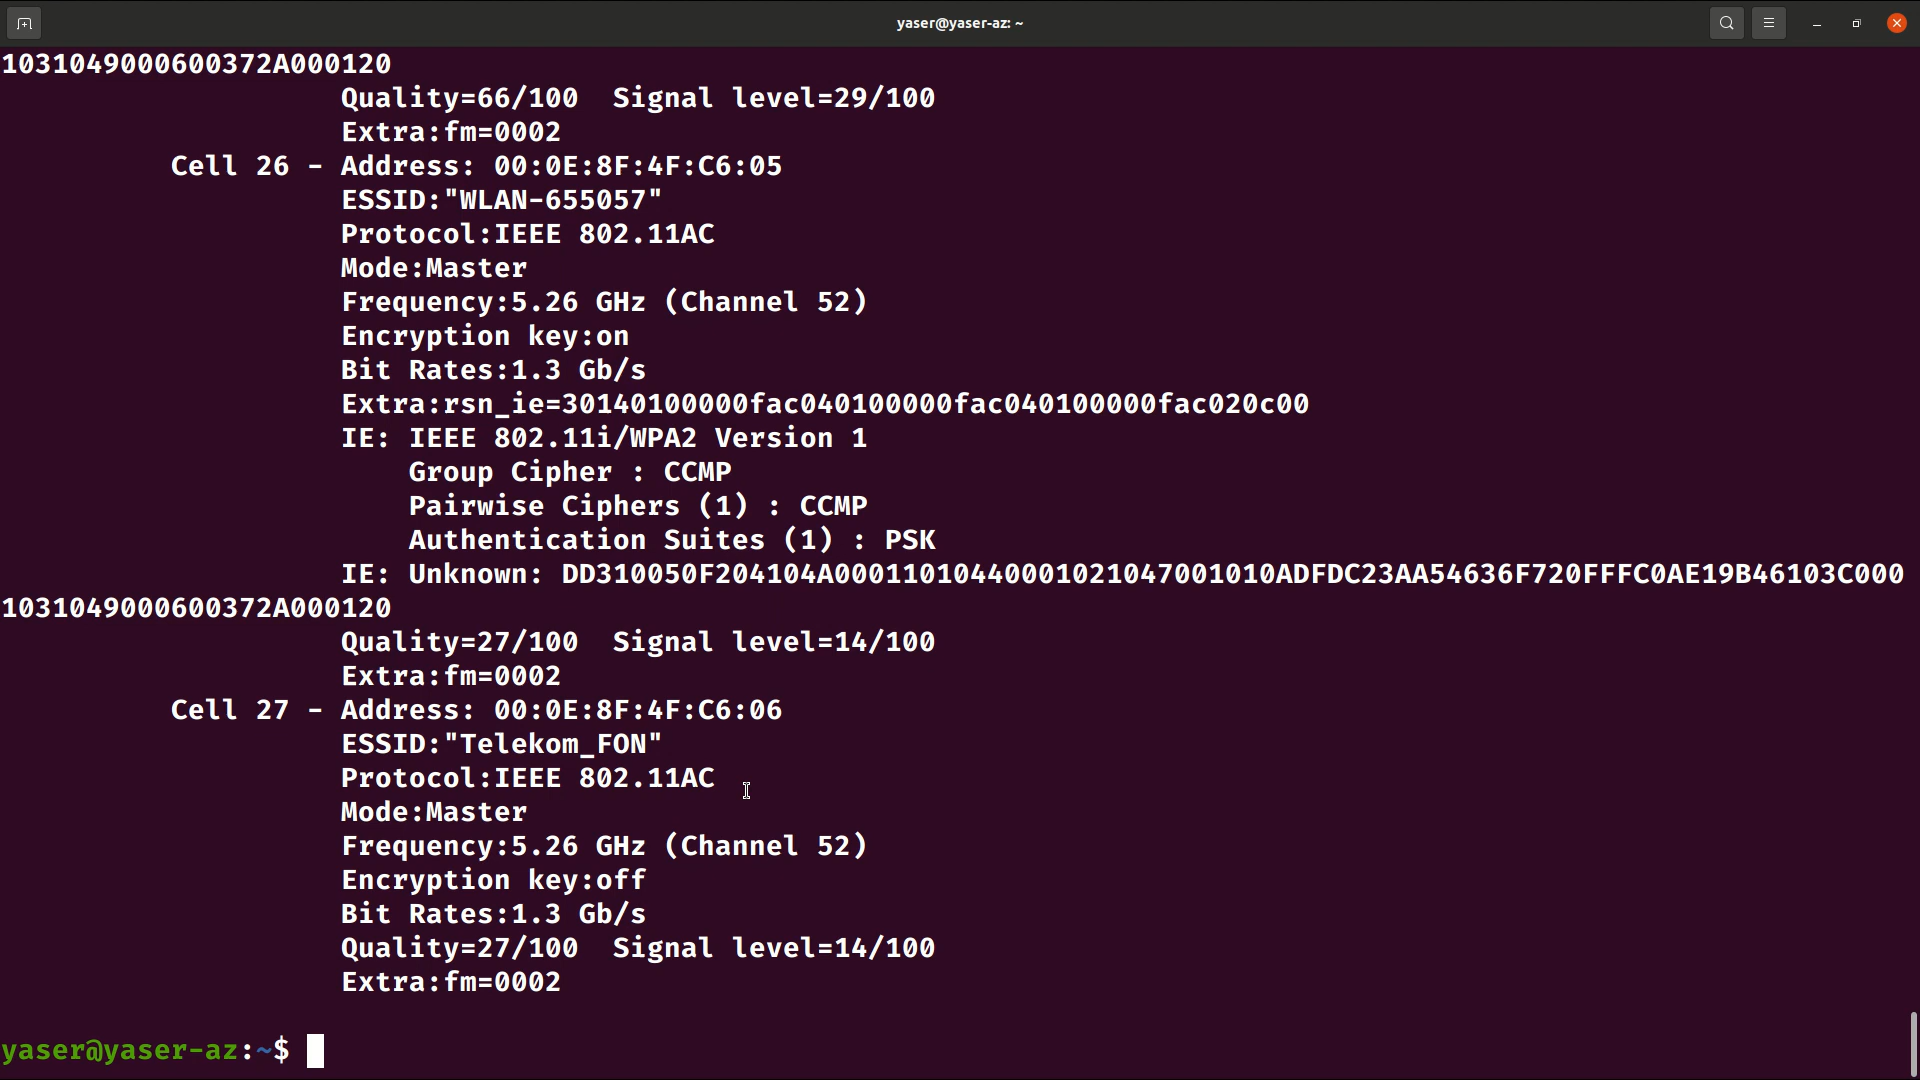 yaser@yaser-az: ~
1031049000600372A000120
Quality=66/100  Signal level=29/100
Extra:fm=0002
Cell 26 - Address: 00:0E:8F:4F:C6:05
ESSID:"WLAN-655057"
Protocol:IEEE 802.11AC
Mode:Master
Frequency:5.26 GHz (Channel 52)
Encryption key:on
Bit Rates:1.3 Gb/s
Extra:rsn_ie=30140100000fac040100000fac040100000fac020c00
IE: IEEE 802.11i/WPA2 Version 1
Group Cipher : CCMP
Pairwise Ciphers (1) : CCMP
Authentication Suites (1) : PSK
IE: Unknown: DD310050F204104A0001101044000102104700101​0ADFDC23AA54636F720FFFC0AE19B46103C000
1031049000600372A000120
Quality=27/100  Signal level=14/100
Extra:fm=0002
Cell 27 - Address: 00:0E:8F:4F:C6:06
ESSID:"Telekom_FON"
Protocol:IEEE 802.11AC
Mode:Master
Frequency:5.26 GHz (Channel 52)
Encryption key:off
Bit Rates:1.3 Gb/s
Quality=27/100  Signal level=14/100
Extra:fm=0002
yaser@yaser-az:~$